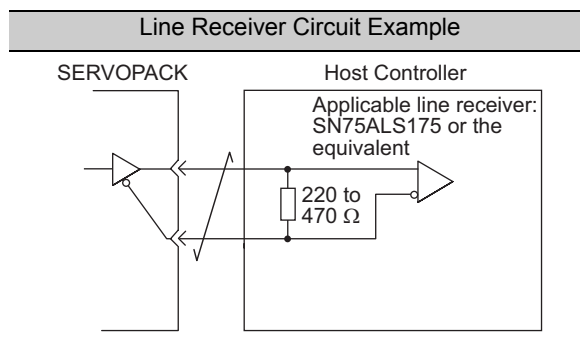 Line Receiver Circuit Example
SERVOPACK
Host Controller
Applicable line receiver:
SN75ALS175 or the
equivalent
220 to
470 Ω